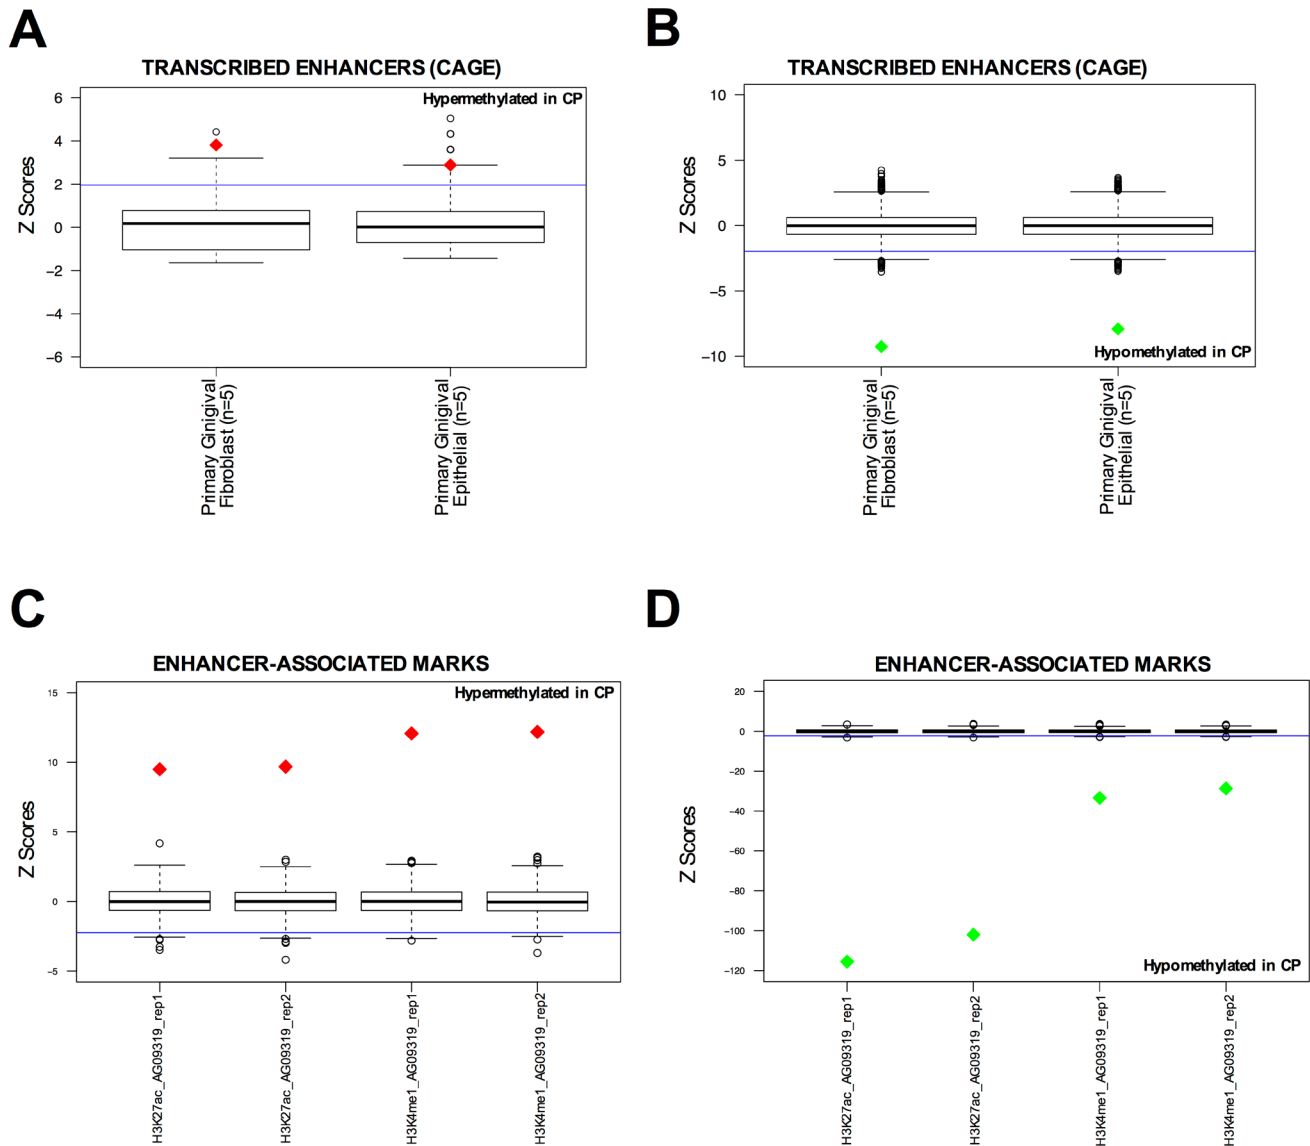 A
TRANSCRIBED ENHANCERS (CAGE)
Hypermethylated in CP
Z Scores
6
4
2
0
−2
−4
−6
Primary Ginigival
Fibroblast (n=5)
Primary Ginigival
Epithelial (n=5)
B
TRANSCRIBED ENHANCERS (CAGE)
Z Scores
10
5
0
−5
−10
Hypomethylated in CP
Primary Ginigival
Fibroblast (n=5)
Primary Ginigival
Epithelial (n=5)
C
ENHANCER-ASSOCIATED MARKS
Hypermethylated in CP
Z Scores
15
10
5
0
−5
H3K27ac_AG09319_rep1
H3K27ac_AG09319_rep2
H3K4me1_AG09319_rep1
H3K4me1_AG09319_rep2
D
ENHANCER-ASSOCIATED MARKS
Z Scores
20
0
−20
−40
−60
−80
−100
−120
Hypomethylated in CP
H3K27ac_AG09319_rep1
H3K27ac_AG09319_rep2
H3K4me1_AG09319_rep1
H3K4me1_AG09319_rep2